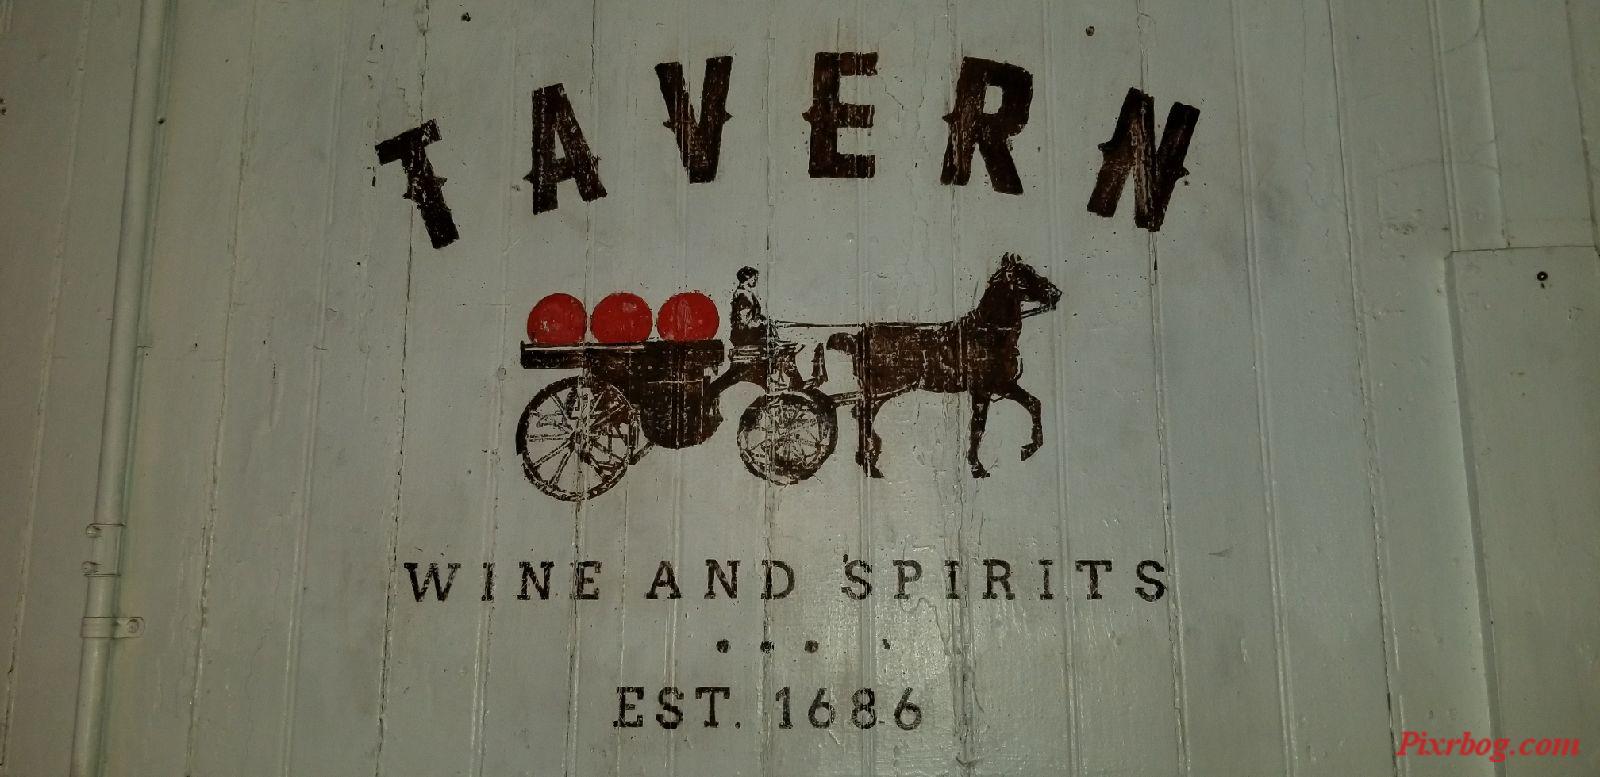 TAVERN
WINE AND SPIRITS
EST. 1686
Pixrbog.com